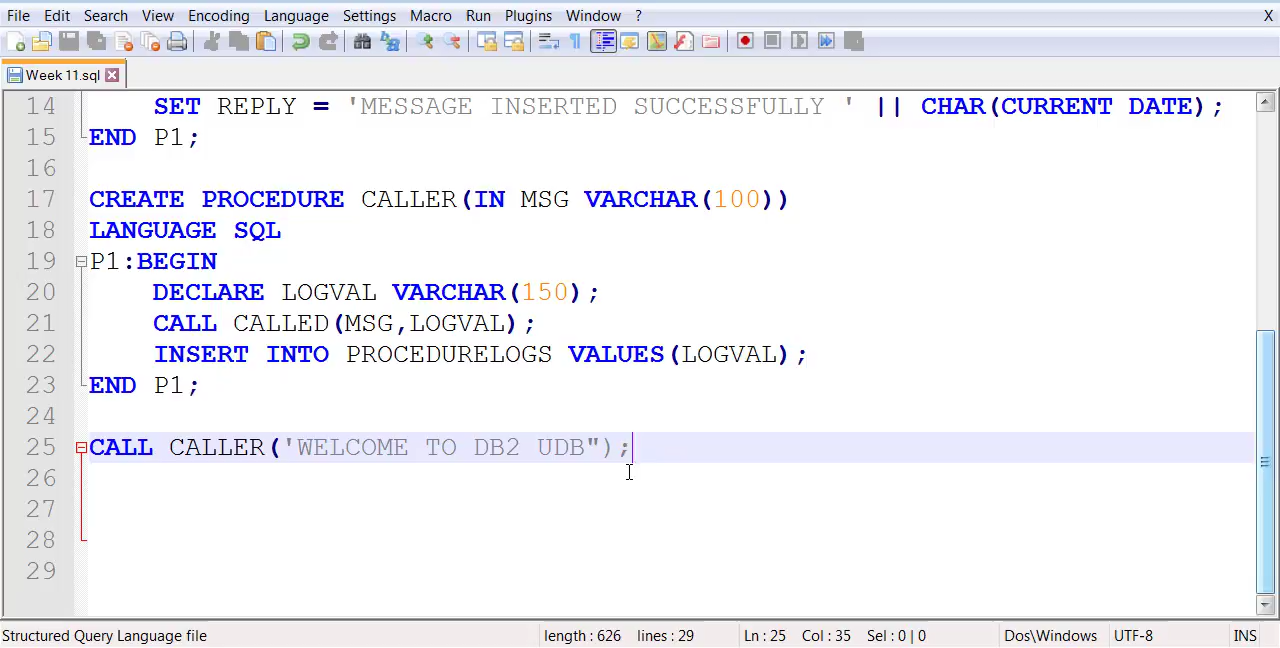 File Edit Search View Encoding Language Settings Macro Run Plugins Window ? X
Week 11.sql
14 SET REPLY = 'MESSAGE INSERTED SUCCESSFULLY ' || CHAR(CURRENT DATE);
15 END P1;
16
17 CREATE PROCEDURE CALLER(IN MSG VARCHAR(100))
18 LANGUAGE SQL
19 P1:BEGIN
20 DECLARE LOGVAL VARCHAR(150);
21 CALL CALLED(MSG,LOGVAL);
22 INSERT INTO PROCEDURELOGS VALUES(LOGVAL);
23 END P1;
24
25 CALL CALLER('WELCOME TO DB2 UDB");
26
27
28
29
Structured Query Language file length : 626 lines : 29 Ln : 25 Col : 35 Sel : 0 | 0 Dos\Windows UTF-8 INS